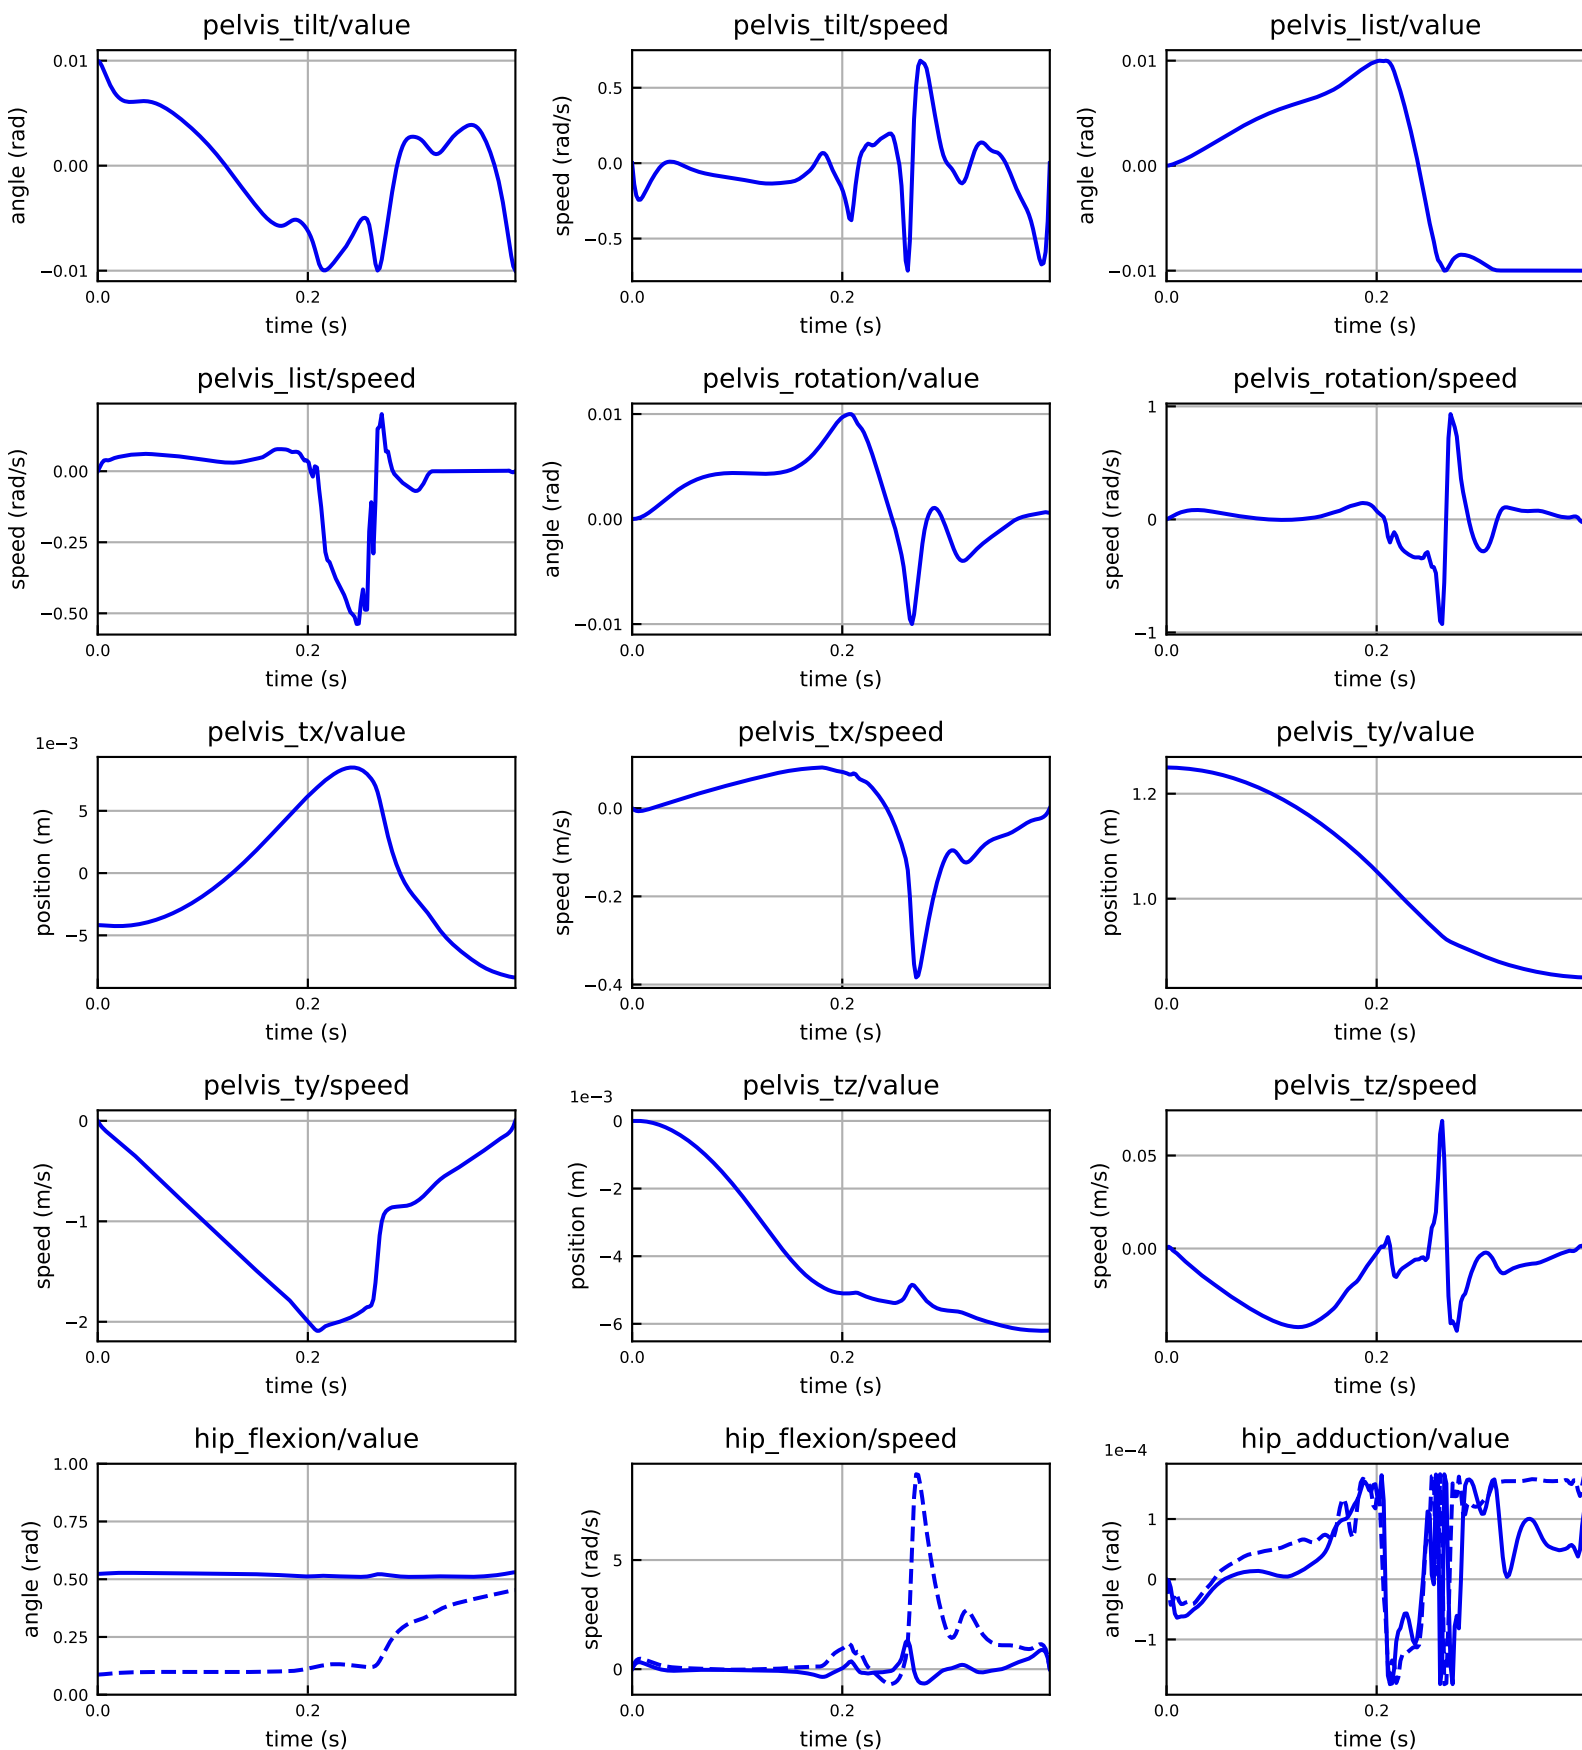 pelvis_tilt/value
pelvis_tilt/speed
pelvis_list/value
angle (rad)
0.01
0.00
−0.01
0.0
0.2
time (s)
speed (rad/s)
0.5
0.0
−0.5
0.0
0.2
time (s)
angle (rad)
0.01
0.00
−0.01
0.0
0.2
time (s)
pelvis_list/speed
pelvis_rotation/value
pelvis_rotation/speed
speed (rad/s)
0.00
−0.25
−0.50
0.0
0.2
time (s)
angle (rad)
0.01
0.00
−0.01
0.0
0.2
time (s)
speed (rad/s)
1
0
−1
0.0
0.2
time (s)
pelvis_tx/value
pelvis_tx/speed
pelvis_ty/value
1e−3
position (m)
5
0
−5
0.0
0.2
time (s)
speed (m/s)
0.0
−0.2
−0.4
0.0
0.2
time (s)
position (m)
1.2
1.0
0.0
0.2
time (s)
pelvis_ty/speed
pelvis_tz/value
pelvis_tz/speed
speed (m/s)
0
−1
−2
0.0
0.2
time (s)
1e−3
position (m)
0
−2
−4
−6
0.0
0.2
time (s)
speed (m/s)
0.05
0.00
0.0
0.2
time (s)
hip_flexion/value
hip_flexion/speed
hip_adduction/value
angle (rad)
1.00
0.75
0.50
0.25
0.00
0.0
0.2
time (s)
speed (rad/s)
5
0
0.0
0.2
time (s)
1e−4
angle (rad)
1
0
−1
0.0
0.2
time (s)